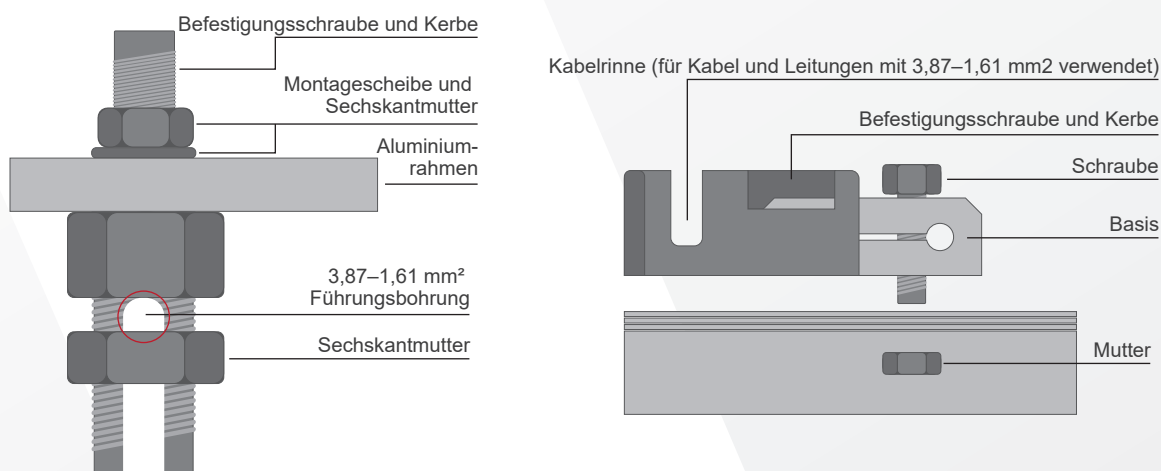 Befestigungsschraube und Kerbe
Montagescheibe und
Sechskantmutter
Aluminium-
rahmen
3,87–1,61 mm²
Führungsbohrung
Sechskantmutter
Kabelrinne (für Kabel und Leitungen mit 3,87–1,61 mm2 verwendet)
Befestigungsschraube und Kerbe
Schraube
Basis
Mutter